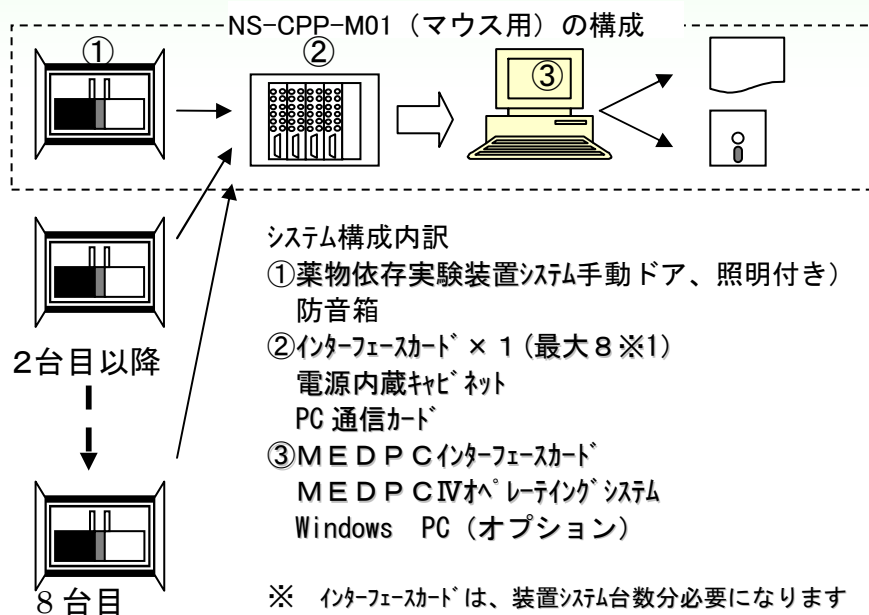 NS-CPP-M01（マウス用）の構成
① ② ③
2台目以降
8台目
ｼｽﾃﾑ構成内訳
①薬物依存実験装置ｼｽﾃﾑ手動ドア、照明付き）
防音箱
②ｲﾝﾀｰﾌｪｰｽｶｰﾄﾞ × 1（最大８※1）
電源内蔵ｷｬﾋﾞﾈｯﾄ
PC 通信ｶｰﾄﾞ
③ＭＥＤＰＣｲﾝﾀｰﾌｪｰｽｶｰﾄﾞ
ＭＥＤＰＣⅣｵﾍﾟﾚｰﾃｲﾝｸﾞｼｽﾃﾑ
Windows　PC（オプション）
※　ｲﾝﾀｰﾌｪｰｽｶｰﾄﾞは、装置ｼｽﾃﾑ台数分必要になります